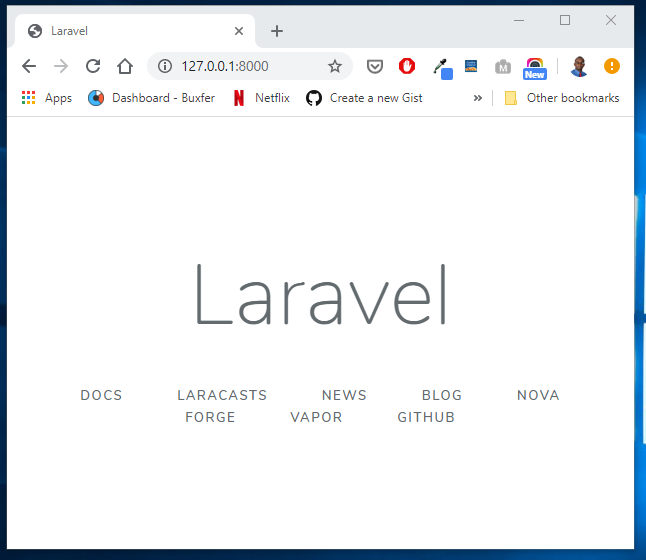 Laravel
127.0.0.1:8000
M
New
Apps Dashboard - Buxfer Netflix Create a new Gist » Other bookmarks
Laravel
DOCS LARACASTS NEWS BLOG NOVA
FORGE VAPOR GITHUB